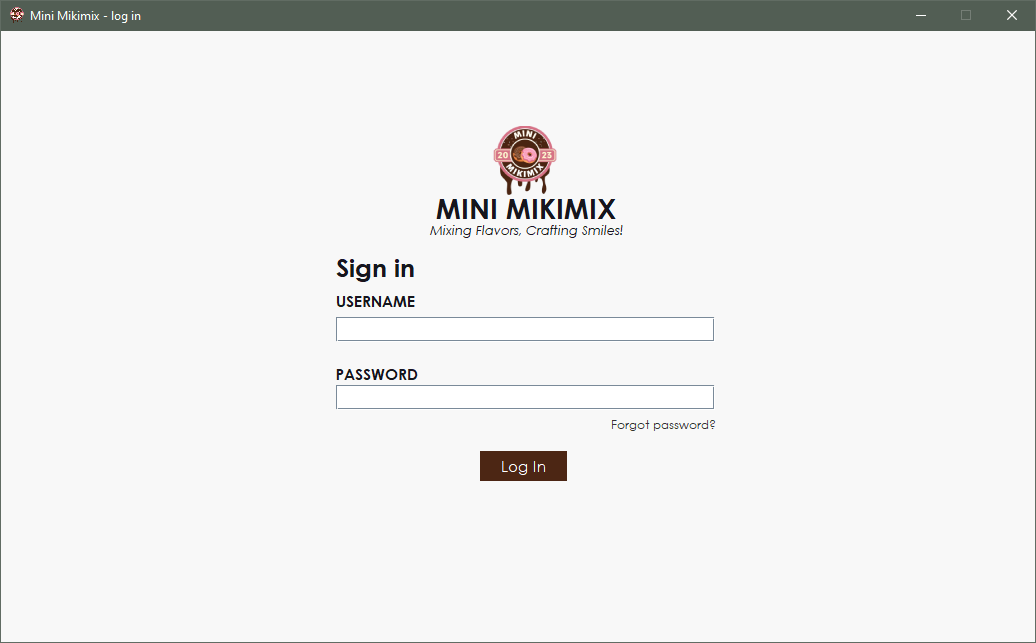 Mini Mikimix - log in
MINI
20 23
MIKIMIX
MINI MIKIMIX
Mixing Flavors, Crafting Smiles!
Sign in
USERNAME
PASSWORD
Forgot password?
Log In